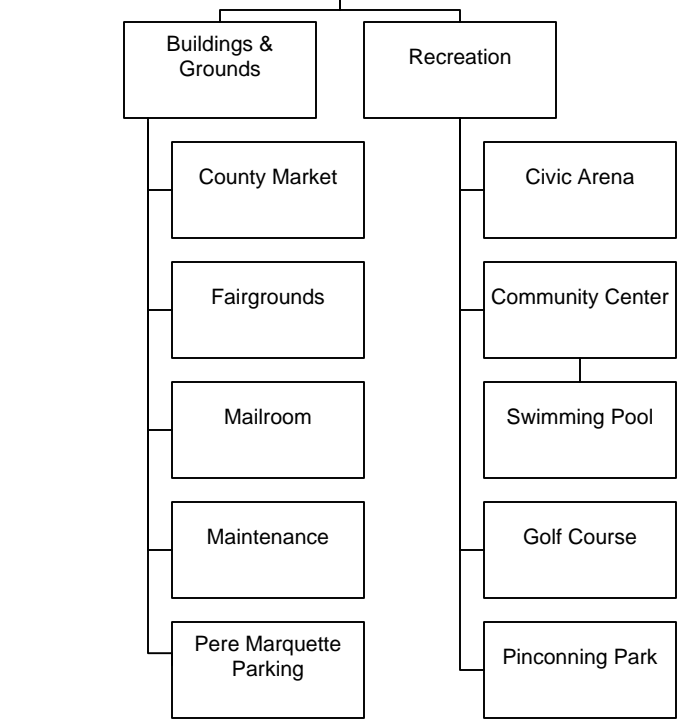 Buildings &
Grounds
Recreation
County Market
Civic Arena
Fairgrounds
Community Center
Mailroom
Swimming Pool
Maintenance
Golf Course
Pere Marquette
Parking
Pinconning Park